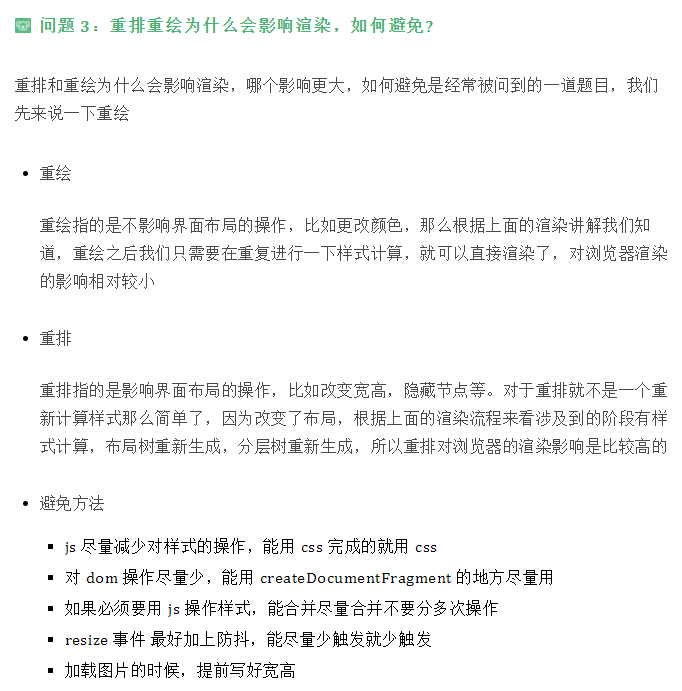 问题 3：重排重绘为什么会影响渲染，如何避免？
重排和重绘为什么会影响渲染，哪个影响更大，如何避免是经常被问到的一道题目，我们
先来说一下重绘
重绘
重绘指的是不影响界面布局的操作，比如更改颜色，那么根据上面的渲染讲解我们知
道，重绘之后我们只需要在重复进行一下样式计算，就可以直接渲染了，对浏览器渲染
的影响相对较小
重排
重排指的是影响界面布局的操作，比如改变宽高，隐藏节点等。对于重排就不是一个重
新计算样式那么简单了，因为改变了布局，根据上面的渲染流程来看涉及到的阶段有样
式计算，布局树重新生成，分层树重新生成，所以重排对浏览器的渲染影响是比较高的
避免方法
js 尽量减少对样式的操作，能用 css 完成的就用 css
对 dom 操作尽量少，能用 createDocumentFragment 的地方尽量用
如果必须要用 js 操作样式，能合并尽量合并不要分多次操作
resize 事件 最好加上防抖，能尽量少触发就少触发
加载图片的时候，提前写好宽高